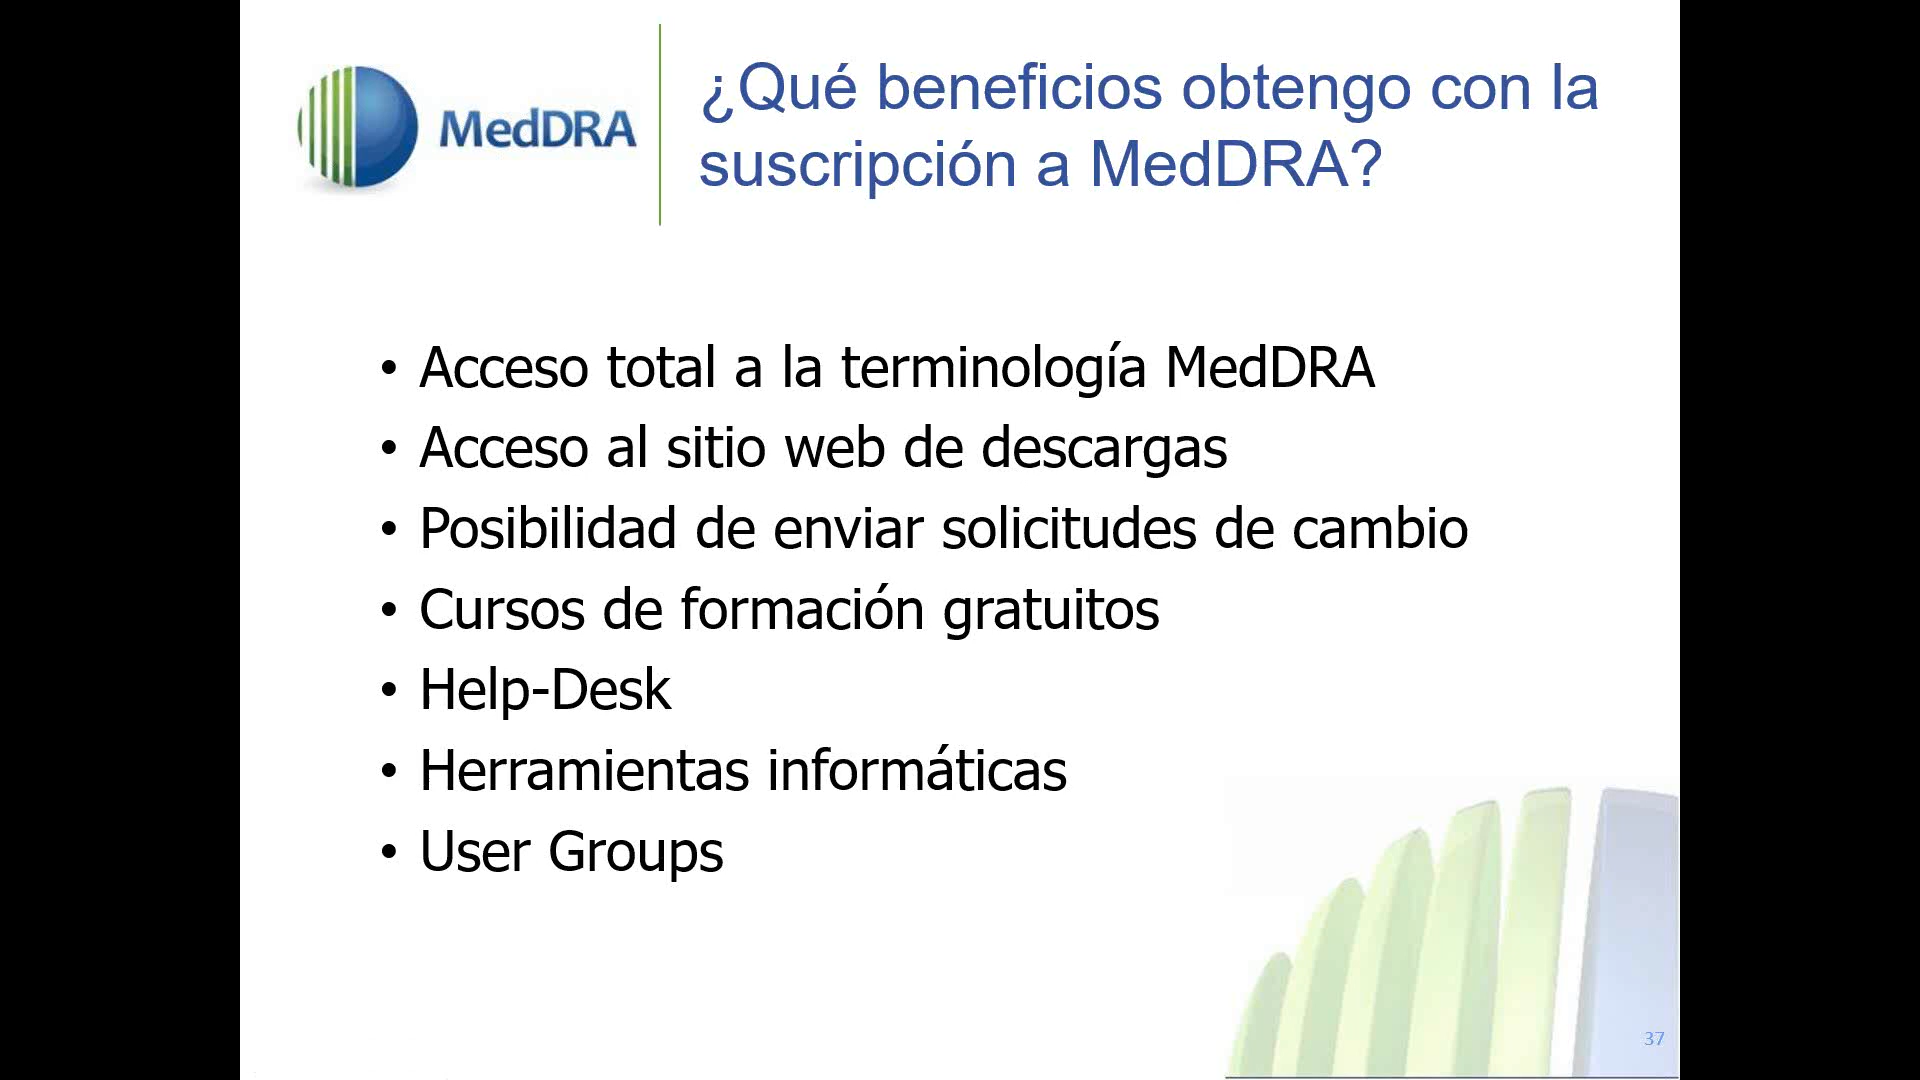 MedDRA
¿Qué beneficios obtengo con la
suscripción a MedDRA?
• Acceso total a la terminología MedDRA
• Acceso al sitio web de descargas
• Posibilidad de enviar solicitudes de cambio
• Cursos de formación gratuitos
• Help-Desk
• Herramientas informáticas
• User Groups
37